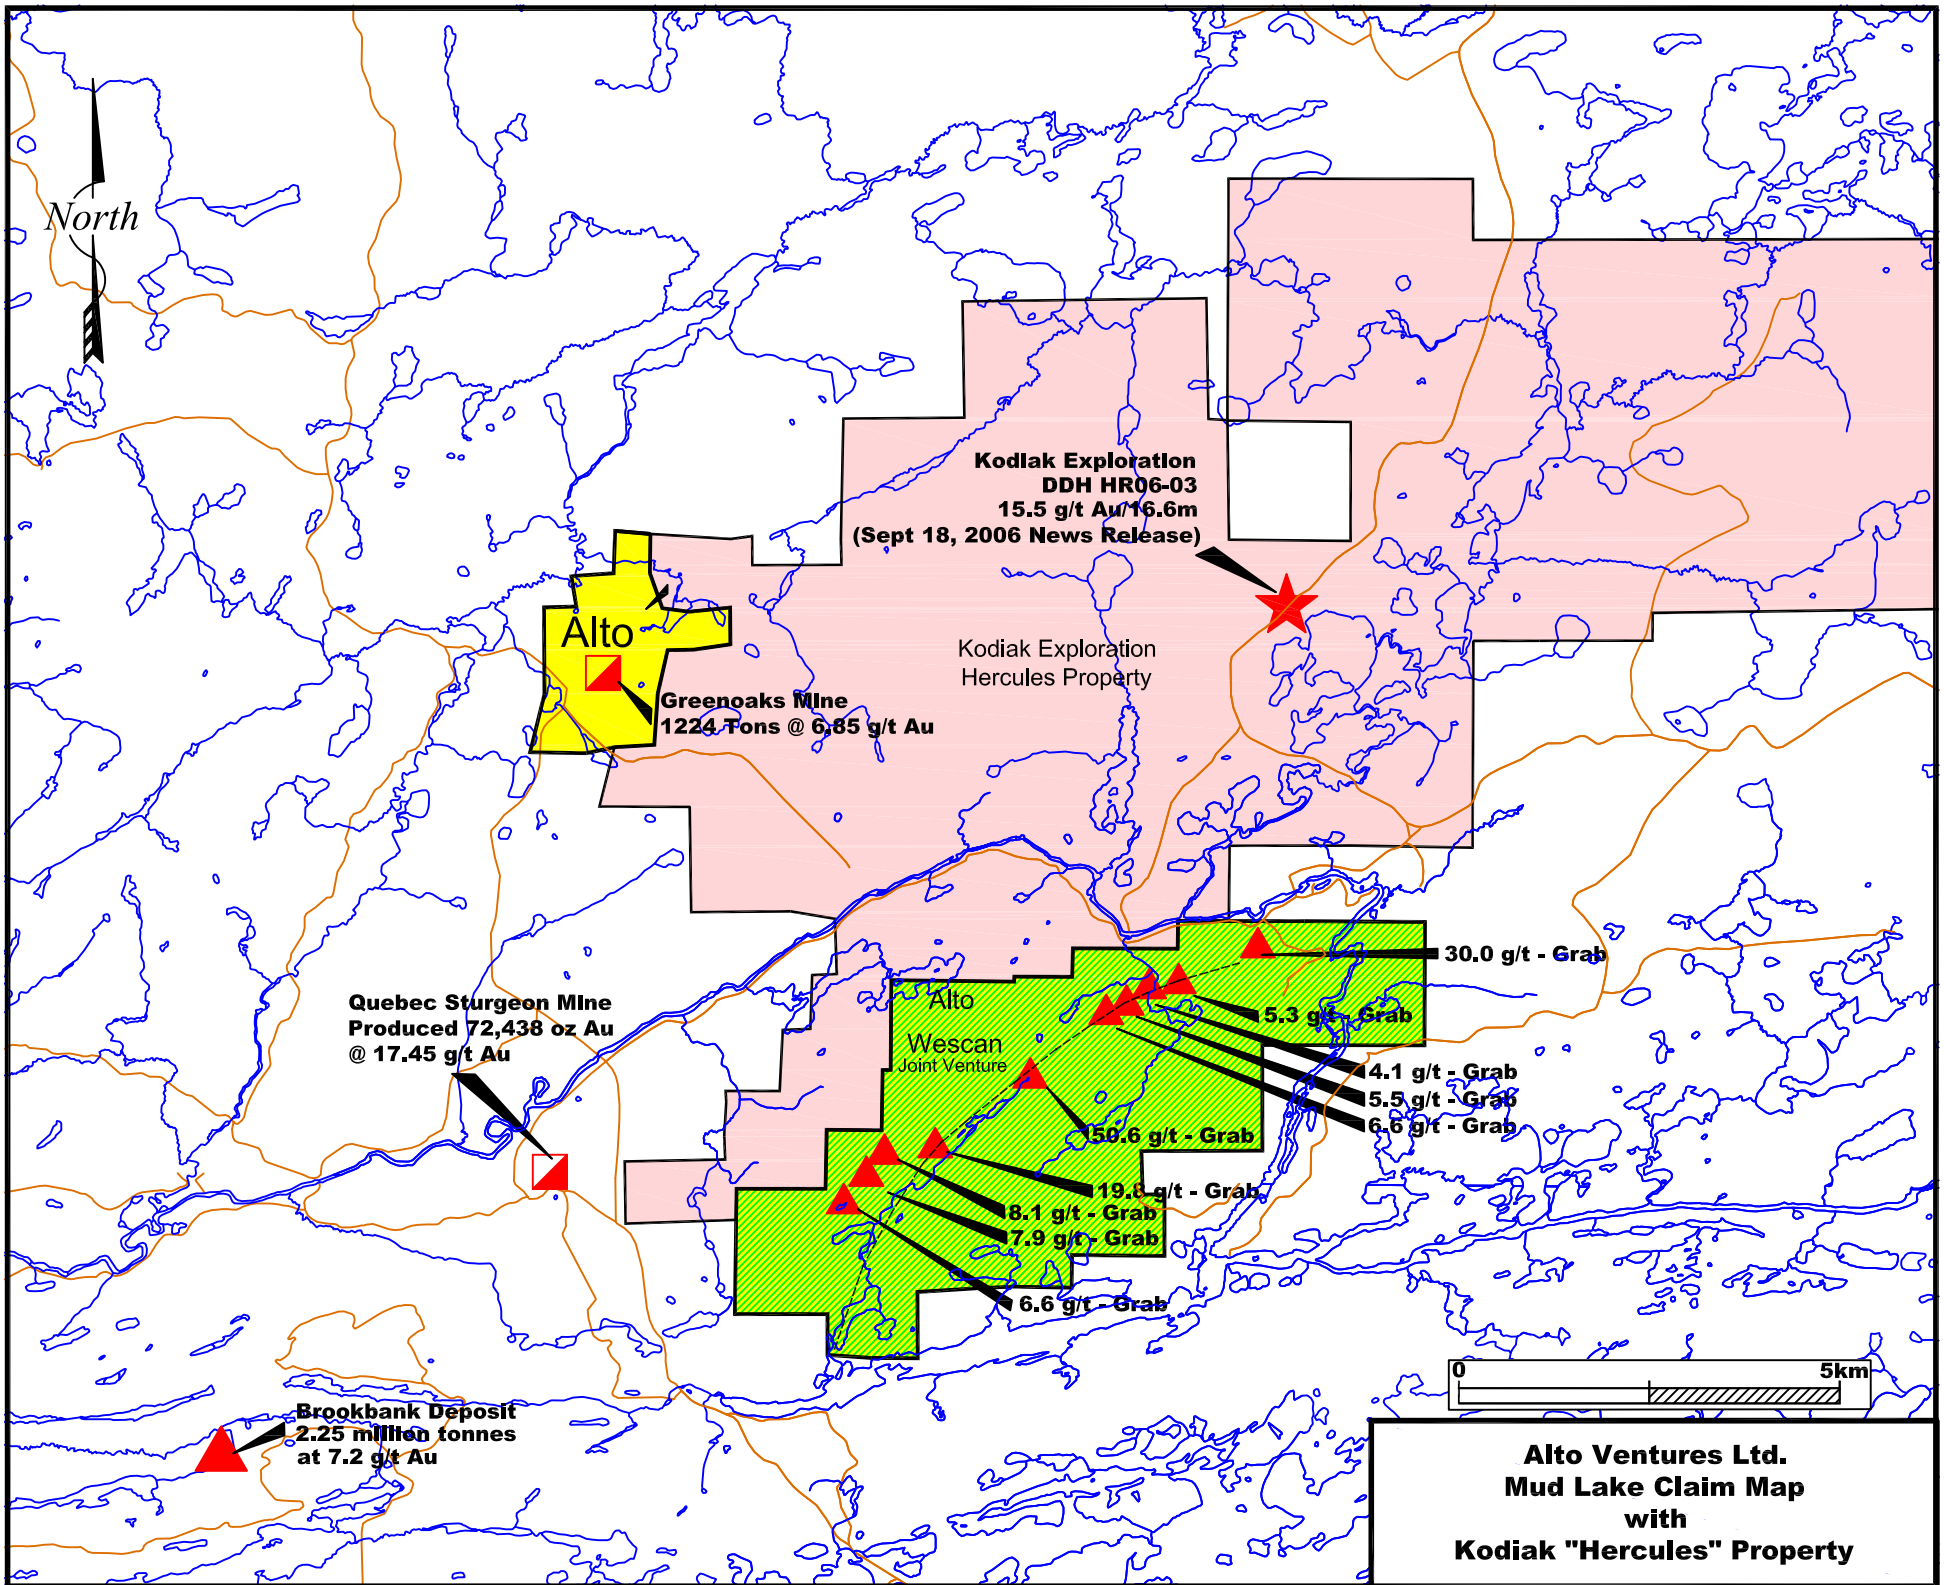 North
Kodiak Exploration
DDH HR06-03
15.5 g/t Au/16.6m
(Sept 18, 2006 News Release)
Alto
Kodiak Exploration
Hercules Property
Greenoaks Mine
1224 Tons @ 6.85 g/t Au
30.0 g/t - Grab
Alto
Wescan
Joint Venture
5.3 g/t - Grab
Quebec Sturgeon Mine
Produced 72,438 oz Au
@ 17.45 g/t Au
4.1 g/t - Grab
5.5 g/t - Grab
6.6 g/t - Grab
50.6 g/t - Grab
19.8 g/t - Grab
8.1 g/t - Grab
7.9 g/t - Grab
6.6 g/t - Grab
0 5km
Brookbank Deposit
2.25 million tonnes
at 7.2 g/t Au
Alto Ventures Ltd.
Mud Lake Claim Map
with
Kodiak "Hercules" Property